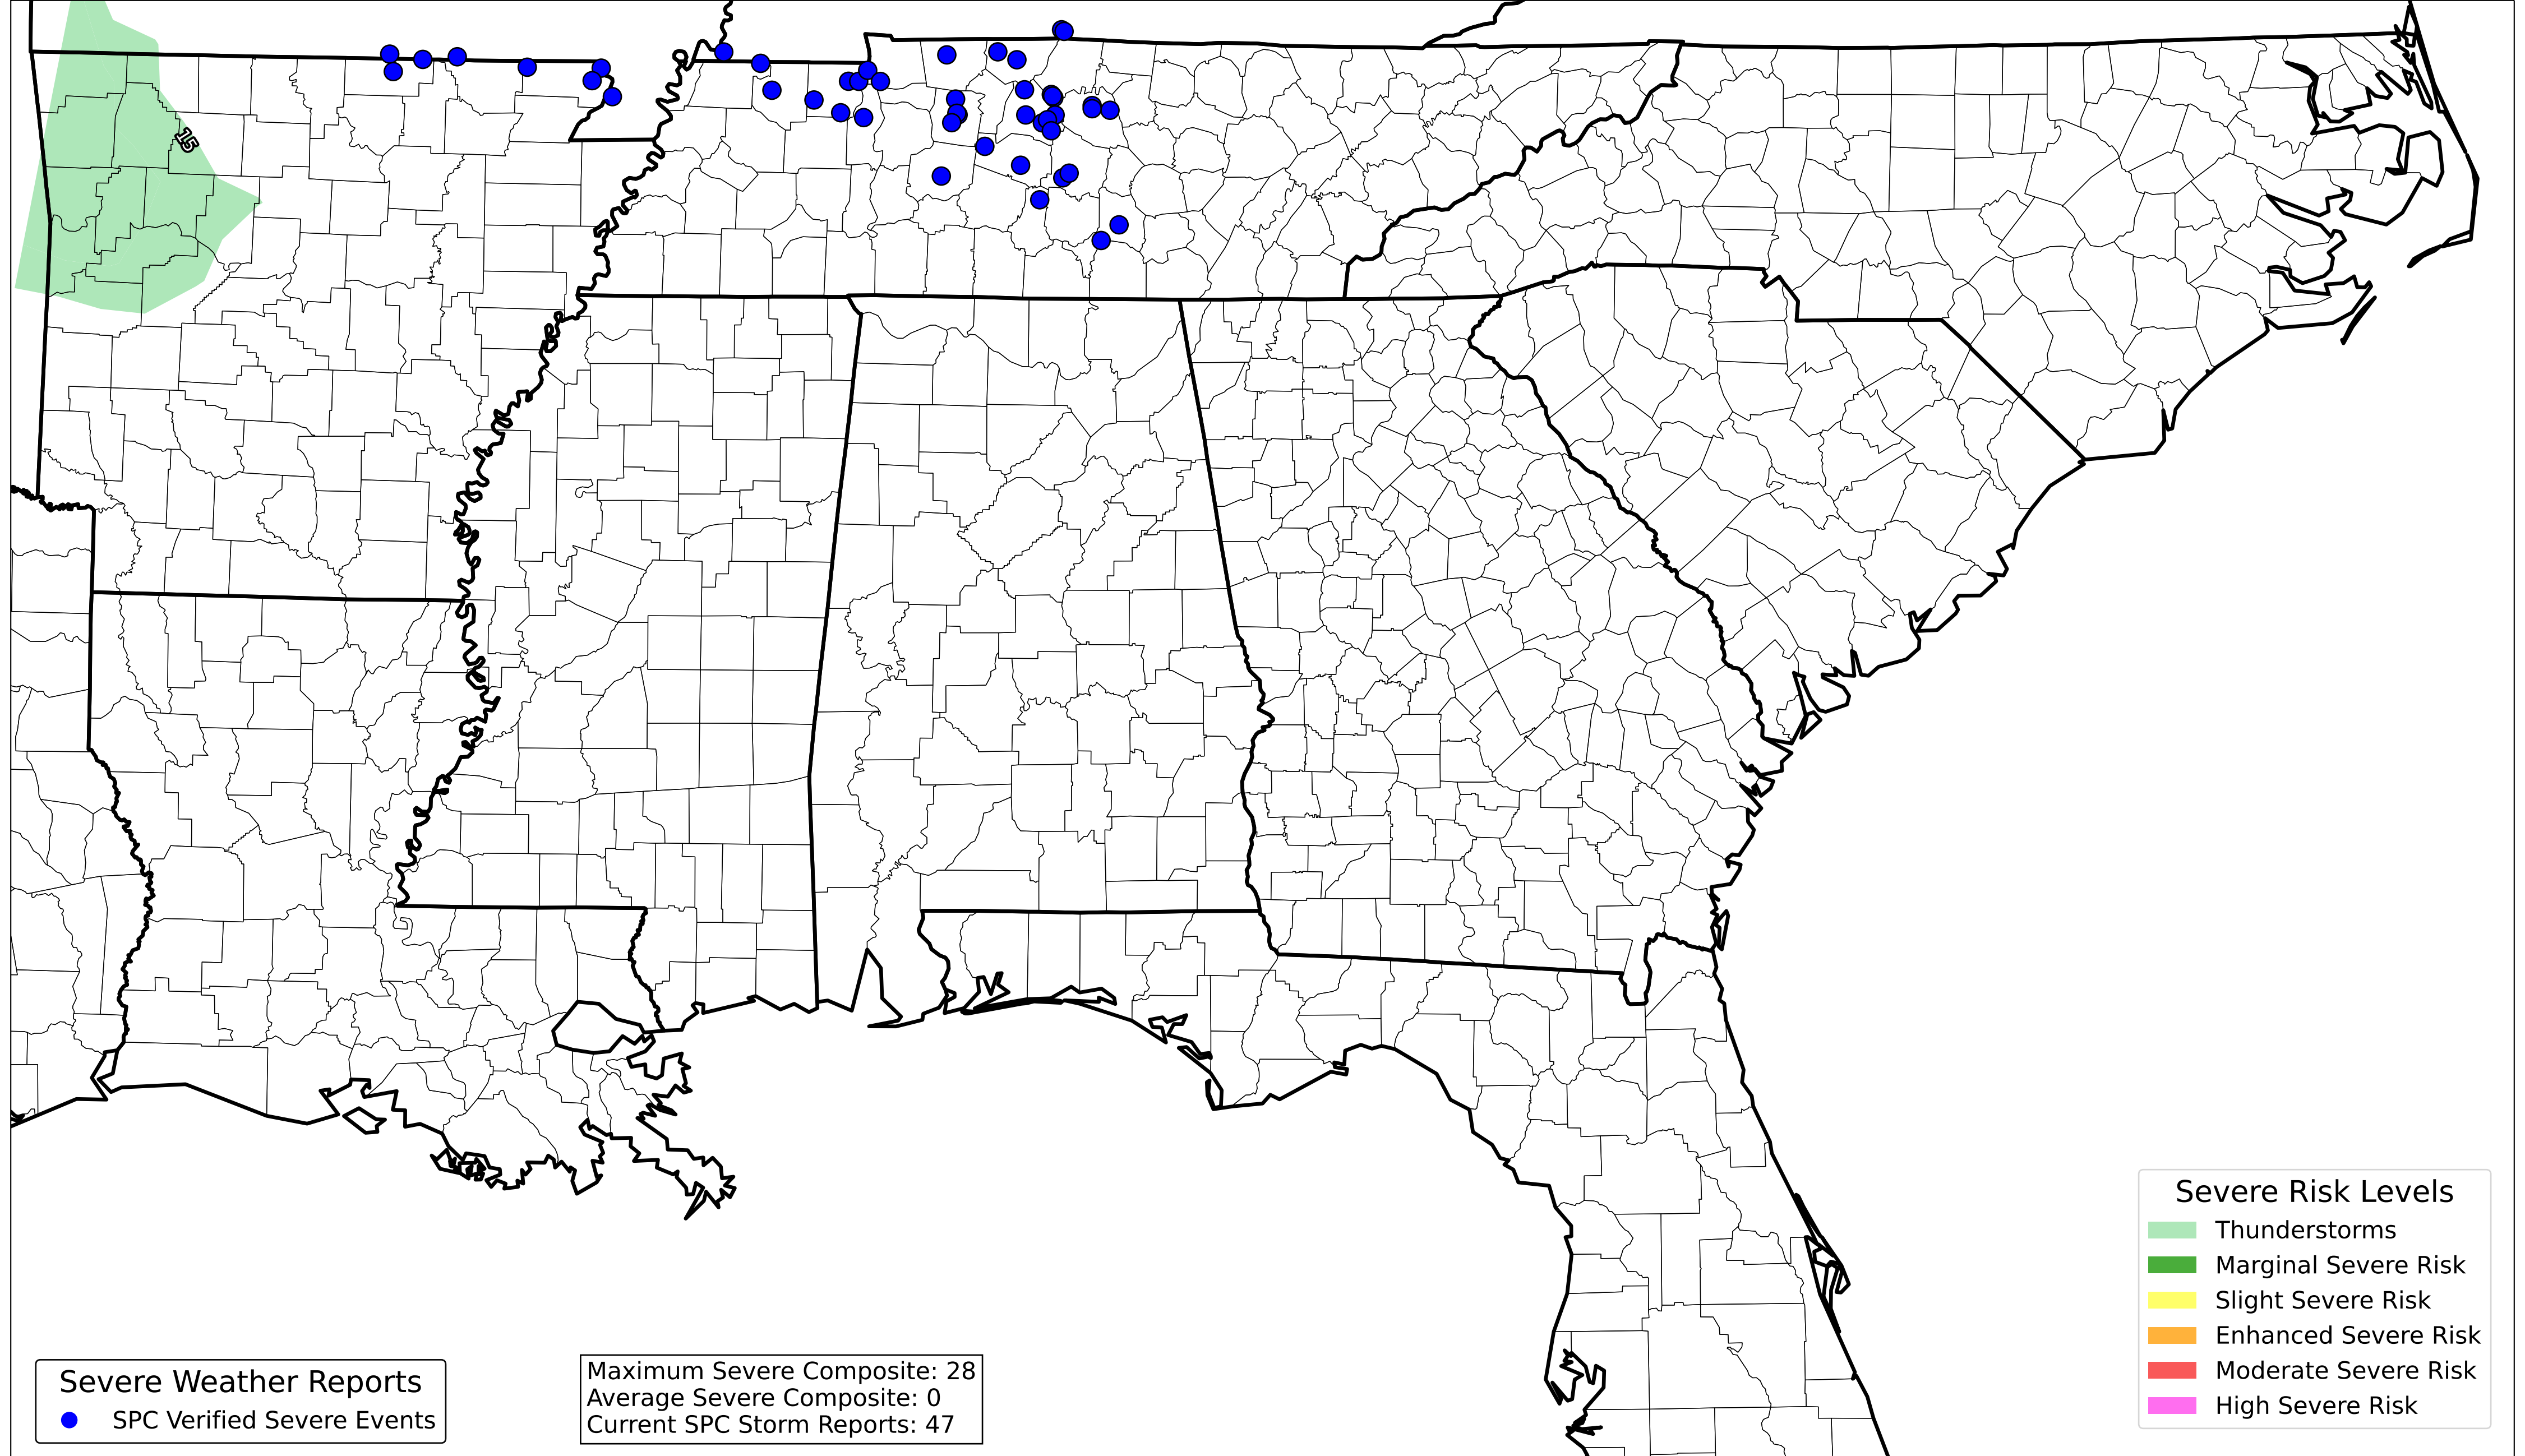 15
Severe Risk Levels
Thunderstorms
Marginal Severe Risk
Slight Severe Risk
Enhanced Severe Risk
Moderate Severe Risk
High Severe Risk
Severe Weather Reports
SPC Verified Severe Events
Maximum Severe Composite: 28
Average Severe Composite: 0
Current SPC Storm Reports: 47